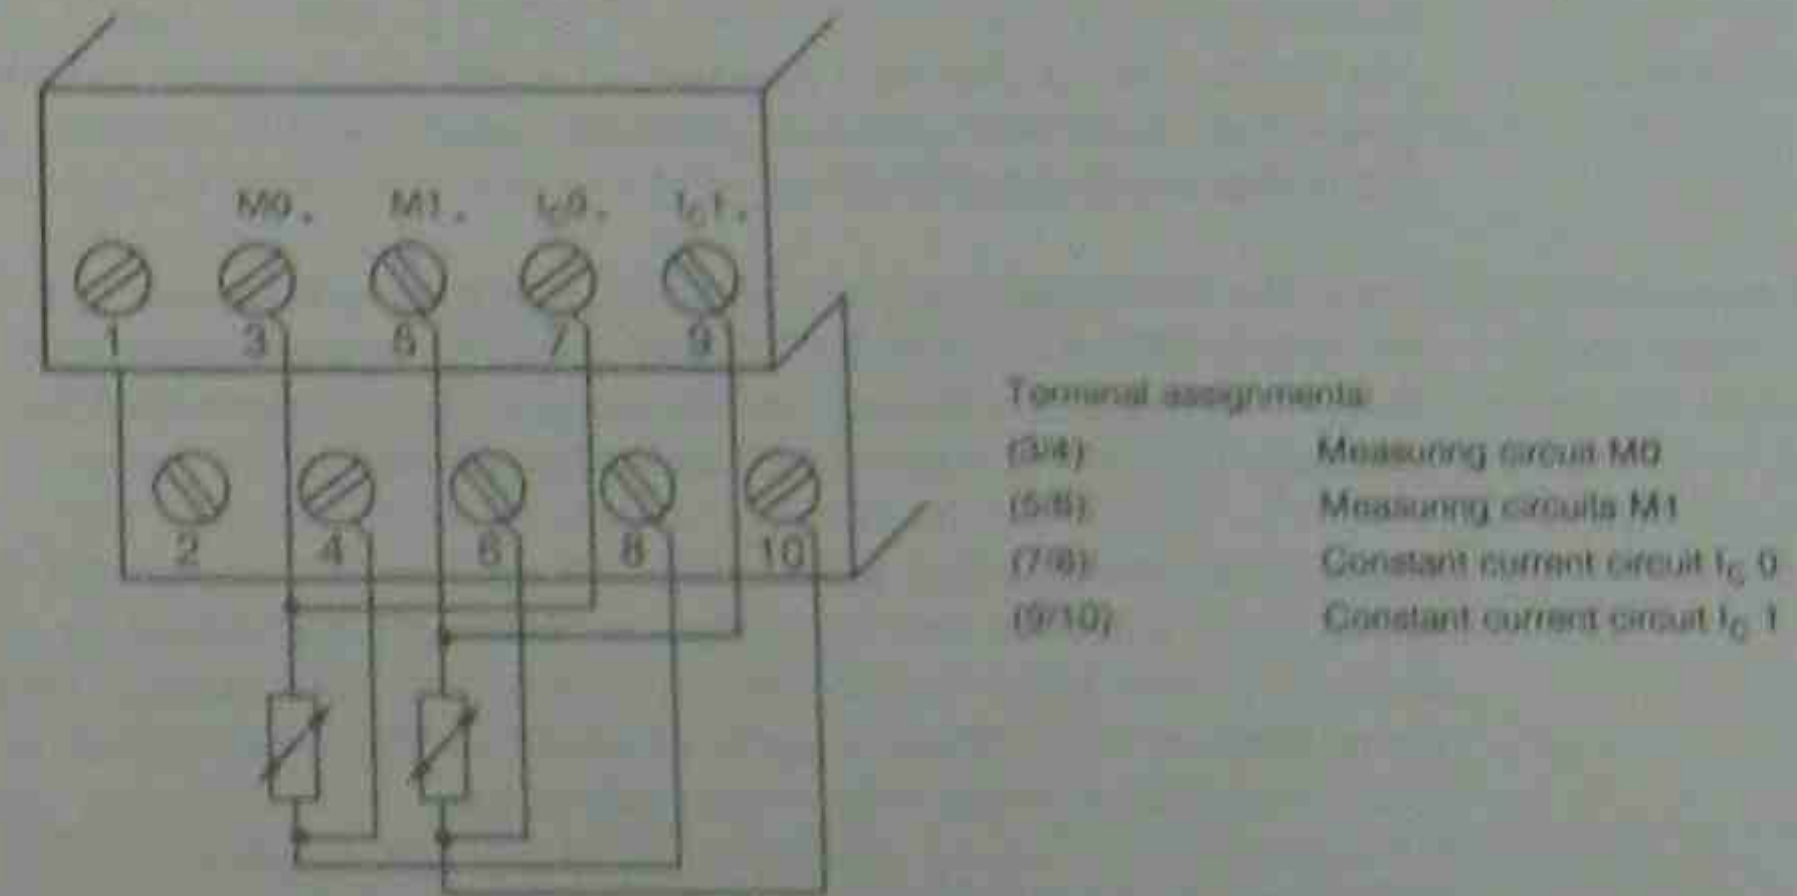 M0+ M1+ IC0+ IC1+
1 3 5 7 9
2 4 6 8 10
Terminal assignments
(3/4) Measuring circuit M0
(5/6) Measuring circuits M1
(7/8) Constant current circuit IC 0
(9/10) Constant current circuit IC 1